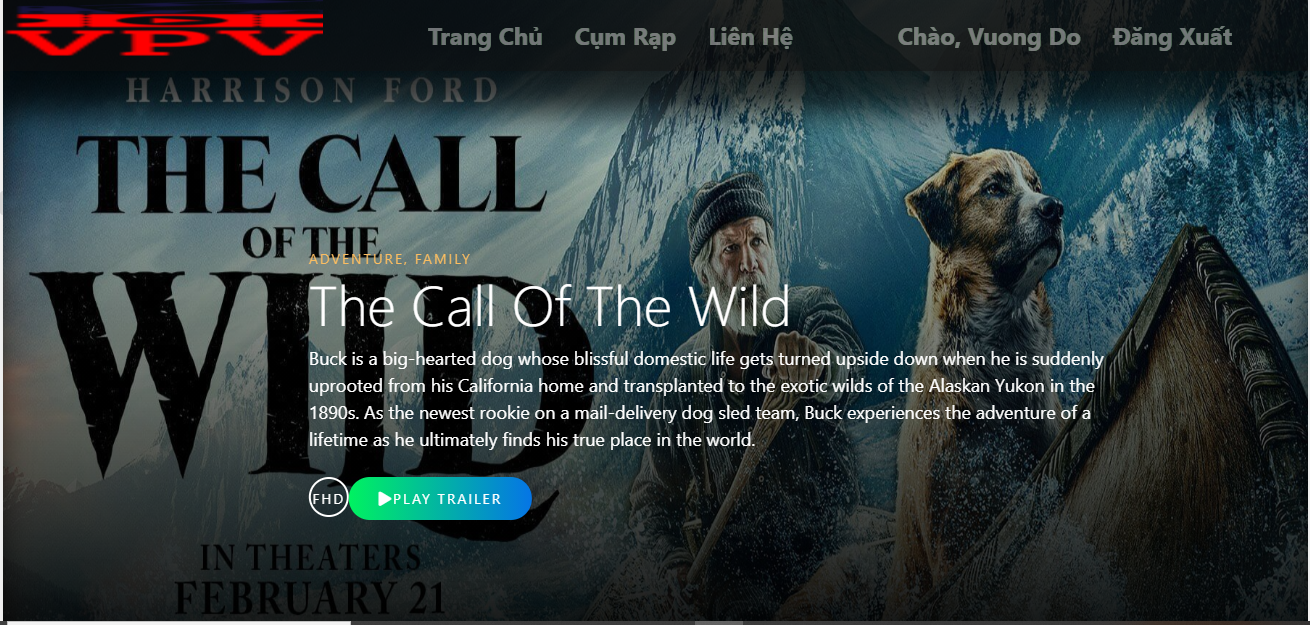 VPV
Trang Chủ Cụm Rạp Liên Hệ Chào, Vuong Do Đăng Xuất
HARRISON FORD
THE CALL
OF THE
WILD
ADVENTURE, FAMILY
The Call Of The Wild
Buck is a big-hearted dog whose blissful domestic life gets turned upside down when he is suddenly
uprooted from his California home and transplanted to the exotic wilds of the Alaskan Yukon in the
1890s. As the newest rookie on a mail-delivery dog sled team, Buck experiences the adventure of a
lifetime as he ultimately finds his true place in the world.
FHD PLAY TRAILER
IN THEATERS
FEBRUARY 21